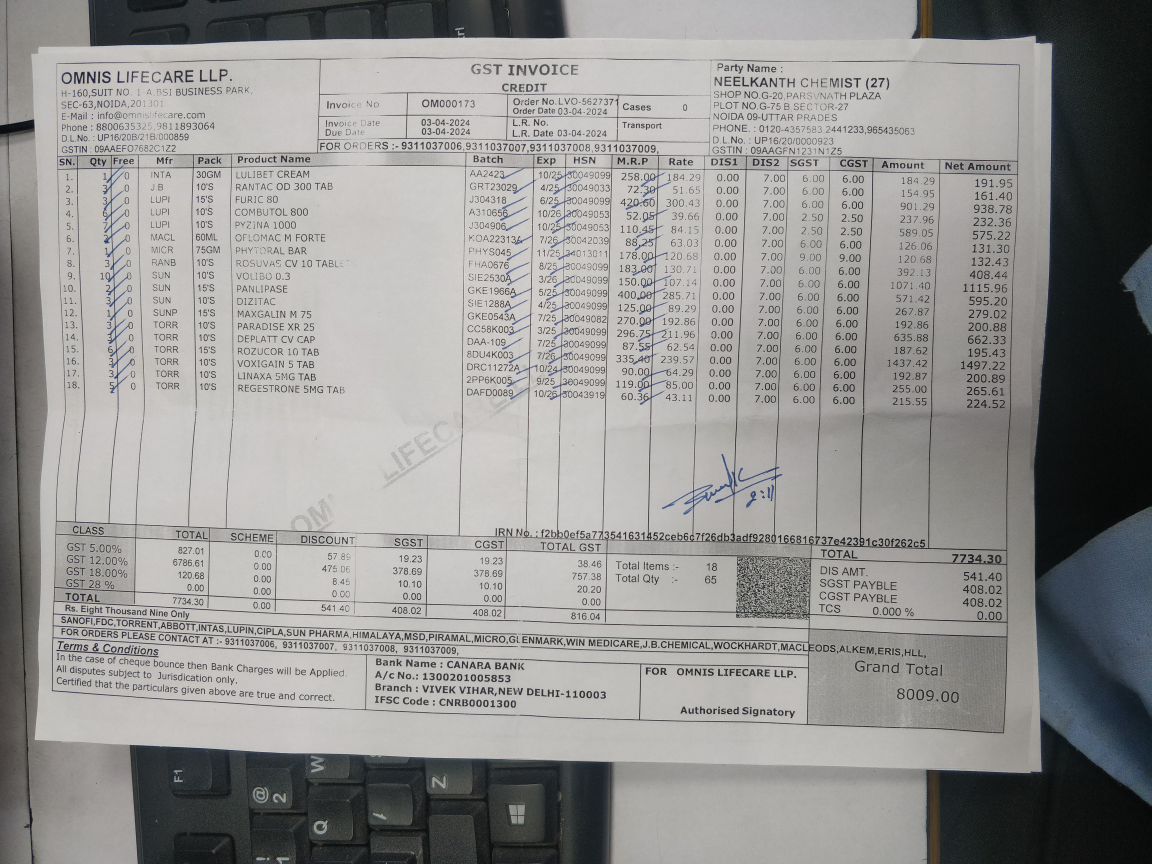 OMNIS LIFECARE LLP.
H-160,SUIT NO. 1-A BSI BUSINESS PARK,
SEC-63,NOIDA,201301
E-Mail : info@omnislifecare.com
Phone : 8800635325,9811893064
D.L.No. : UP16/20B/21B/000859
GSTIN : 09AAEFO7682C1Z2
GST INVOICE
CREDIT
Invoice No OM000173
Invoice Date 03-04-2024
Due Date 03-04-2024
Order No.LVO-5627371
Order Date 03-04-2024
L.R. No.
L.R. Date 03-04-2024
Cases 0
Transport
FOR ORDERS :- 9311037006,9311037007,9311037008,9311037009,
Party Name :
NEELKANTH CHEMIST (27)
SHOP NO.G-20,PARSVNATH PLAZA
PLOT NO.G-75 B SECTOR-27
NOIDA 09-UTTAR PRADES
PHONE. : 0120-4357583,2441233,965435063
D.L.No. : UP16/20/0000923
GSTIN : 09AAGFN1231N1Z5
SN. Qty Free Mfr Pack Product Name Batch Exp HSN M.R.P Rate DIS1 DIS2 SGST CGST Amount Net Amount
1. 1 0 INTA 30GM LULIBET CREAM AA2423 10/25 30049099 258.00 184.29 0.00 7.00 6.00 6.00 184.29 191.95
2. 3 0 J.B 10'S RANTAC OD 300 TAB GRT23029 4/25 30049033 72.30 51.65 0.00 7.00 6.00 6.00 154.95 161.40
3. 3 0 LUPI 15'S FURIC 80 J304318 6/25 30049099 420.60 300.43 0.00 7.00 6.00 6.00 901.29 938.78
4. 6 0 LUPI 10'S COMBUTOL 800 A310656 10/26 30049053 52.05 39.66 0.00 7.00 2.50 2.50 237.96 232.36
5. 7 0 LUPI 10'S PYZINA 1000 J304906 10/25 30049053 110.45 84.15 0.00 7.00 2.50 2.50 589.05 575.22
6. 2 0 MACL 60ML OFLOMAC M FORTE KOA22313A 7/26 30042039 88.25 63.03 0.00 7.00 6.00 6.00 126.06 131.30
7. 1 0 MICR 75GM PHYTORAL BAR PHYS045 11/25 34013011 178.00 120.68 0.00 7.00 9.00 9.00 120.68 132.43
8. 3 0 RANB 10'S ROSUVAS CV 10 TABLET FHA0676 8/25 30049099 183.00 130.71 0.00 7.00 6.00 6.00 392.13 408.44
9. 10 0 SUN 10'S VOLIBO 0.3 SIE2530A 3/26 30049099 150.00 107.14 0.00 7.00 6.00 6.00 1071.40 1115.96
10. 2 0 SUN 15'S PANLIPASE GKE1966A 5/25 30049099 400.00 285.71 0.00 7.00 6.00 6.00 571.42 595.20
11. 3 0 SUN 10'S DIZITAC SIE1288A 4/25 30049099 125.00 89.29 0.00 7.00 6.00 6.00 267.87 279.02
12. 1 0 SUNP 15'S MAXGALIN M 75 GKE0543A 7/25 30049082 270.00 192.86 0.00 7.00 6.00 6.00 192.86 200.88
13. 3 0 TORR 10'S PARADISE XR 25 CC58K003 3/25 30049099 296.75 211.96 0.00 7.00 6.00 6.00 635.88 662.33
14. 3 0 TORR 10'S DEPLATT CV CAP DAA-109 7/25 30049099 87.55 62.54 0.00 7.00 6.00 6.00 187.62 195.43
15. 6 0 TORR 15'S ROZUCOR 10 TAB 8DU4K003 7/26 30049099 335.40 239.57 0.00 7.00 6.00 6.00 1437.42 1497.22
16. 3 0 TORR 10'S VOXIGAIN 5 TAB DRC11272A 10/24 30049099 90.00 64.29 0.00 7.00 6.00 6.00 192.87 200.89
17. 3 0 TORR 10'S LINAXA 5MG TAB 2PP6K005 9/25 30049099 119.00 85.00 0.00 7.00 6.00 6.00 255.00 265.61
18. 5 0 TORR 10'S REGESTRONE 5MG TAB DAFD0089 10/26 30043919 60.36 43.11 0.00 7.00 6.00 6.00 215.55 224.52
LIFECARE
OM
IRN No. : f2bb0ef5a773541631452ceb6c7f26db3adf9280166816737e42391c30f262c5
CLASS TOTAL SCHEME DISCOUNT SGST CGST TOTAL GST
GST 5.00% 827.01 0.00 57.89 19.23 19.23 38.46
GST 12.00% 6786.61 0.00 475.06 378.69 378.69 757.38
GST 18.00% 120.68 0.00 8.45 10.10 10.10 20.20
GST 28 % 0.00 0.00 0.00 0.00 0.00 0.00
TOTAL 7734.30 0.00 541.40 408.02 408.02 816.04
Total Items :- 18
Total Qty :- 65
TOTAL 7734.30
DIS AMT. 541.40
SGST PAYBLE 408.02
CGST PAYBLE 408.02
TCS 0.000 % 0.00
Rs. Eight Thousand Nine Only
SANOFI,FDC,TORRENT,ABBOTT,INTAS,LUPIN,CIPLA,SUN PHARMA,HIMALAYA,MSD,PIRAMAL,MICRO,GLENMARK,WIN MEDICARE,J.B.CHEMICAL,WOCKHARDT,MACLEODS,ALKEM,ERIS,HLL,
FOR ORDERS PLEASE CONTACT AT :- 9311037006, 9311037007, 9311037008, 9311037009,
Terms & Conditions
In the case of cheque bounce then Bank Charges will be Applied.
All disputes subject to Jurisdication only.
Certified that the particulars given above are true and correct.
Bank Name : CANARA BANK
A/c No.: 1300201005853
Branch : VIVEK VIHAR,NEW DELHI-110003
IFSC Code : CNRB0001300
FOR OMNIS LIFECARE LLP.
Authorised Signatory
Grand Total
8009.00
F1
W
@
2
Q
Z